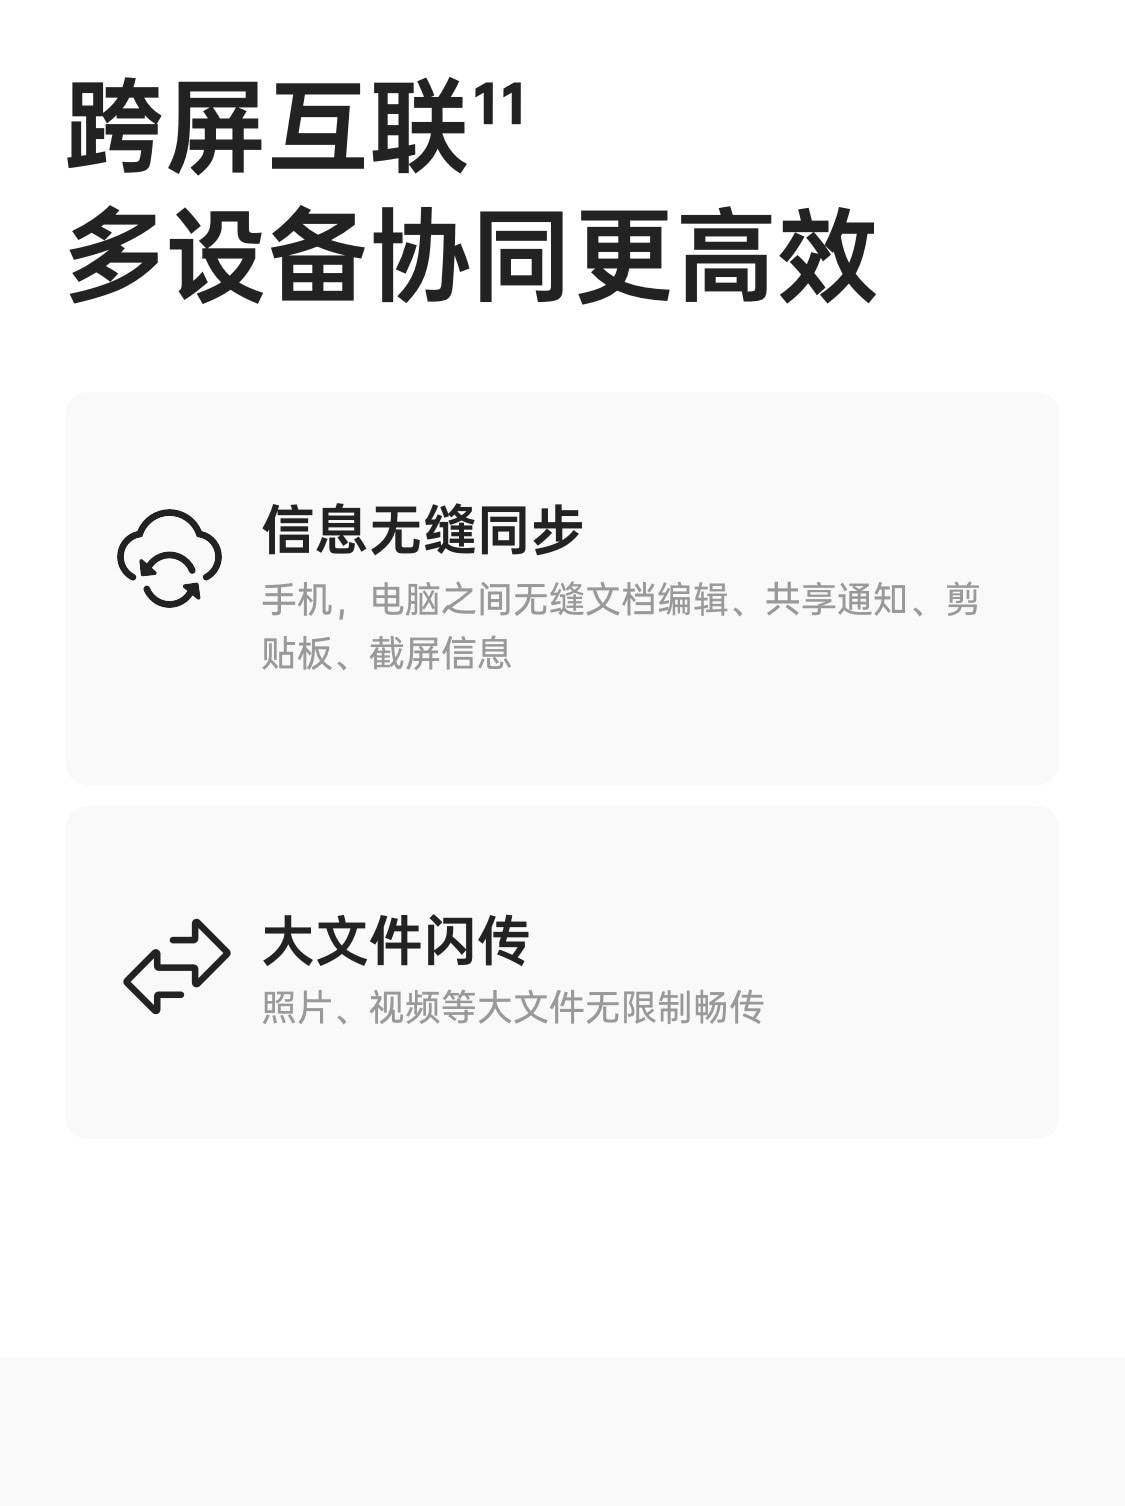 跨屏互联¹¹
多设备协同更高效
信息无缝同步
手机，电脑之间无缝文档编辑、共享通知、剪
贴板、截屏信息
大文件闪传
照片、视频等大文件无限制畅传